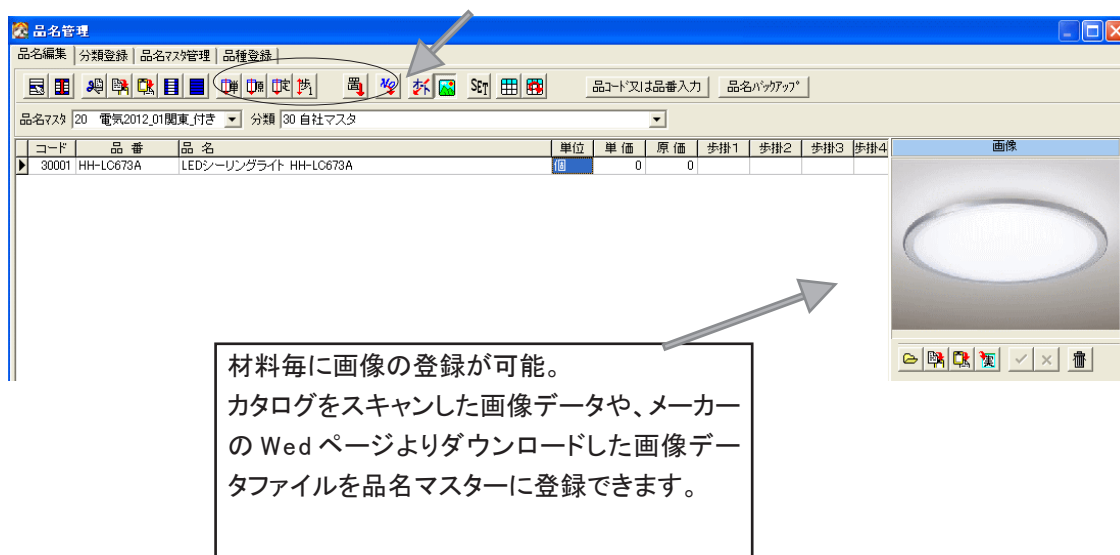 品名管理
品名編集 分類登録 品名マスタ管理 品種登録
単 原 定 歩1 置 SET 品コード又は品番入力 品名バックアップ
品名マスタ 20 電気2012_01関東_付き 分類 30 自社マスタ
コード 品 番 品 名 単位 単 価 原 価 歩掛1 歩掛2 歩掛3 歩掛4 画像
30001 HH-LC673A LEDシーリングライト HH-LC673A 個 0 0
材料毎に画像の登録が可能。
カタログをスキャンした画像データや、メーカー
の Wed ページよりダウンロードした画像デー
タファイルを品名マスターに登録できます。